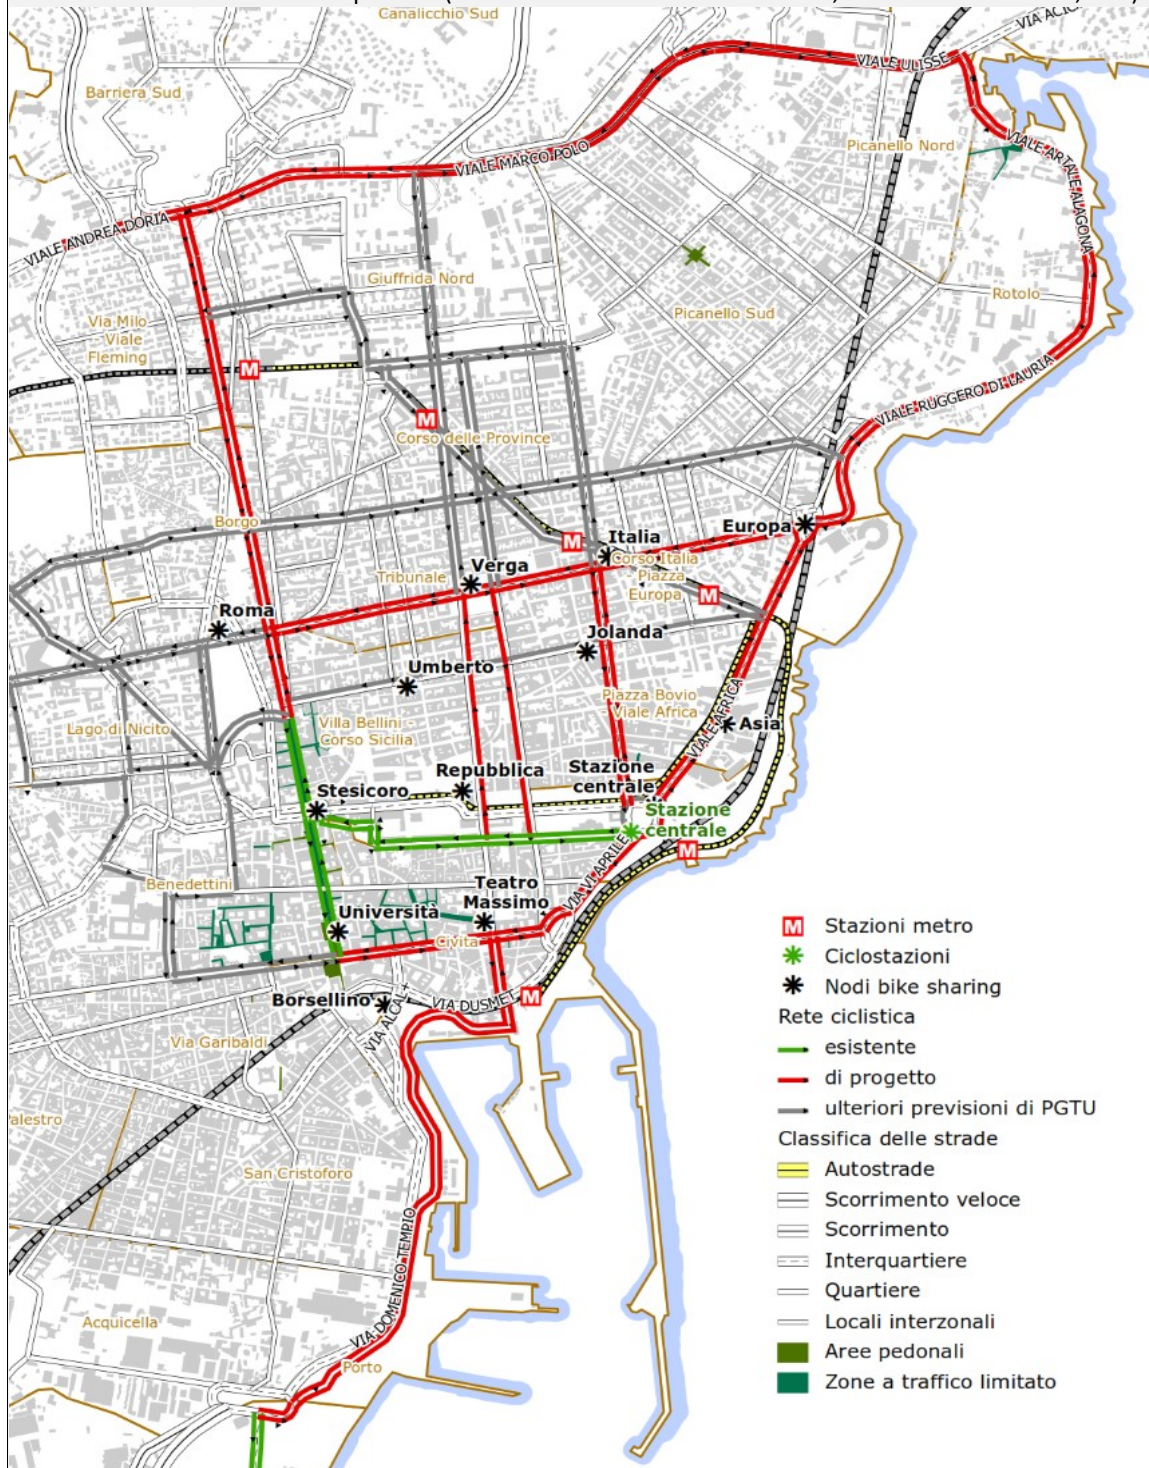 Canalicchio Sud
VIA ACIC
VIALE ULISSE
Barriera Sud
Picanello Nord
VIALE ARTALE ALAGONA
VIALE MARCO POLO
VIALE ANDREA DORIA
Giuffrida Nord
Rotolo
Via Milo
- Viale
Fleming
Picanello Sud
VIALE RUGGERO DI LAURIA
M
M
Corso delle Province
Borgo
Europa
M
Italia
Verga
Corso Italia
- Piazza
Europa
Tribunale
M
Roma
Jolanda
Umberto
Piazza Bovio
- Viale Africa
VIALE AFRICA
Asia
Lago di Nicito
Villa Bellini -
Corso Sicilia
Repubblica
Stazione
centrale
Stesicoro
Stazione
centrale
M
VIA VI APRILE
Benedettini
Teatro
Massimo
Università
Civita
Borsellino
VIA ALCALÀ
VIA DUSMET
M
Via Garibaldi
alestro
San Cristoforo
VIA DOMENICO TEMPIO
Acquicella
Porto
M Stazioni metro
Ciclostazioni
Nodi bike sharing
Rete ciclistica
esistente
di progetto
ulteriori previsioni di PGTU
Classifica delle strade
Autostrade
Scorrimento veloce
Scorrimento
Interquartiere
Quartiere
Locali interzonali
Aree pedonali
Zone a traffico limitato